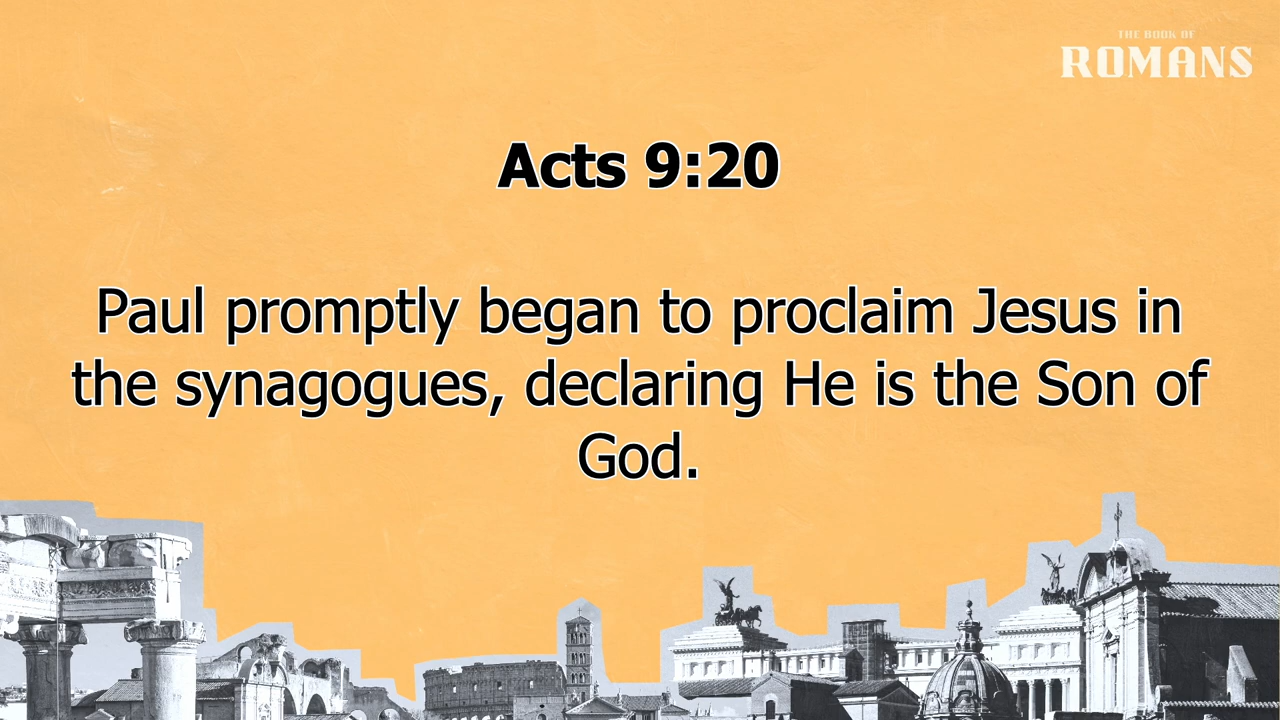 THE BOOK OF
ROMANS
Acts 9:20
Paul promptly began to proclaim Jesus in
the synagogues, declaring He is the Son of
God.